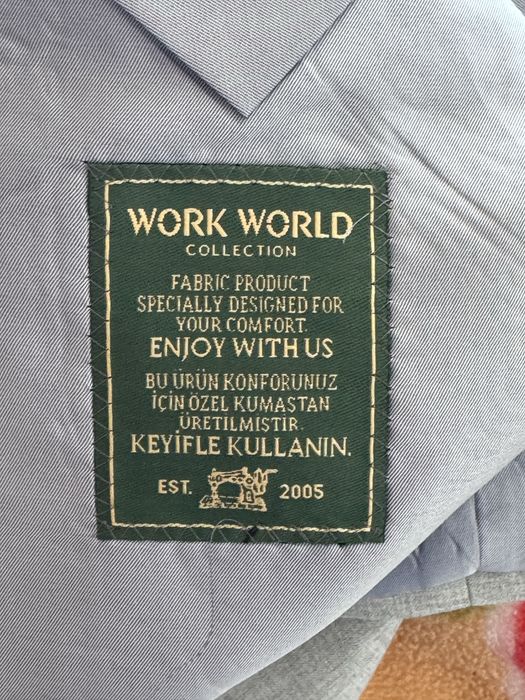 WORK WORLD
COLLECTION
FABRIC PRODUCT
SPECIALLY DESIGNED FOR
YOUR COMFORT.
ENJOY WITH US
BU ÜRÜN KONFORUNUZ
İÇİN ÖZEL KUMAŞTAN
ÜRETİLMİŞTİR.
KEYİFLE KULLANIN.
EST. 2005